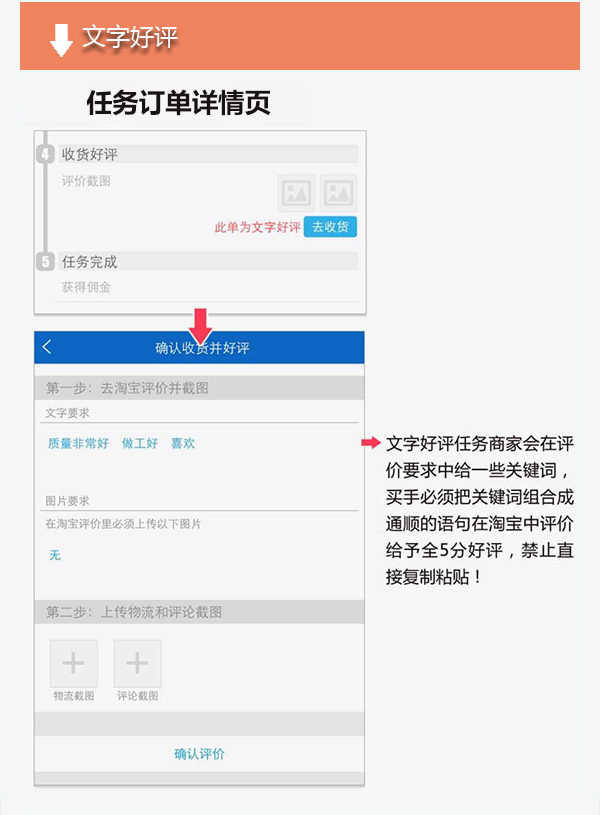 文字好评
任务订单详情页
4 收货好评
评价截图
此单为文字好评 去收货
5 任务完成
获得佣金
确认收货并好评
第一步：去淘宝评价并截图
文字要求
质量非常好 做工好 喜欢
文字好评任务商家会在评
价要求中给一些关键词，
买手必须把关键词组合成
通顺的语句在淘宝中评价
给予全5分好评，禁止直
接复制粘贴！
图片要求
在淘宝评价里必须上传以下图片
无
第二步：上传物流和评论截图
物流截图 评论截图
确认评价